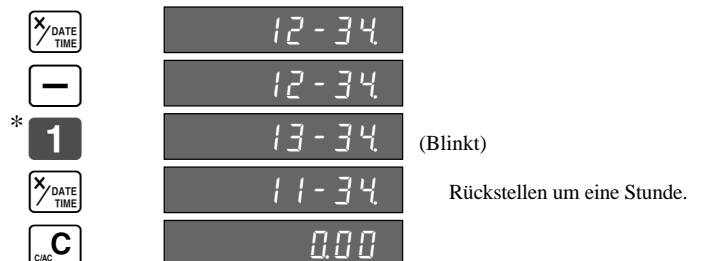 X/DATE TIME 12-34.
— 12-34.
* 1 13-34. (Blinkt)
X/DATE TIME 11-34. Rückstellen um eine Stunde.
C/AC C 0.00